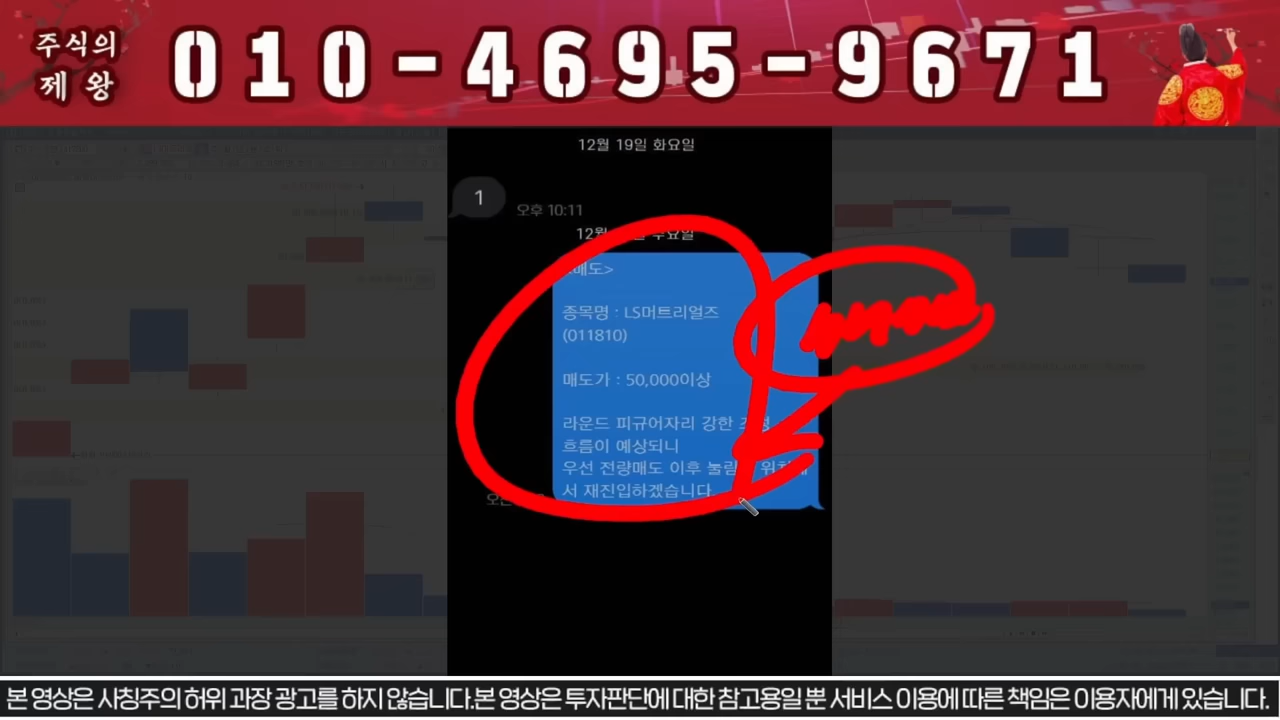 주식의
제왕
010-4695-9671
12월 19일 화요일
1
오후 10:11
12월 수요일
<매도>
종목명 : LS머트리얼즈
(011810)
매도가 : 50,000이상
라운드 피규어자리 강한
흐름이 예상되니
우선 전량매도 이후
서 재진입하겠습니다
본 영상은 사칭주의 허위 과장 광고를 하지 않습니다.본 영상은 투자판단에 대한 참고용일 뿐 서비스 이용에 따른 책임은 이용자에게 있습니다.